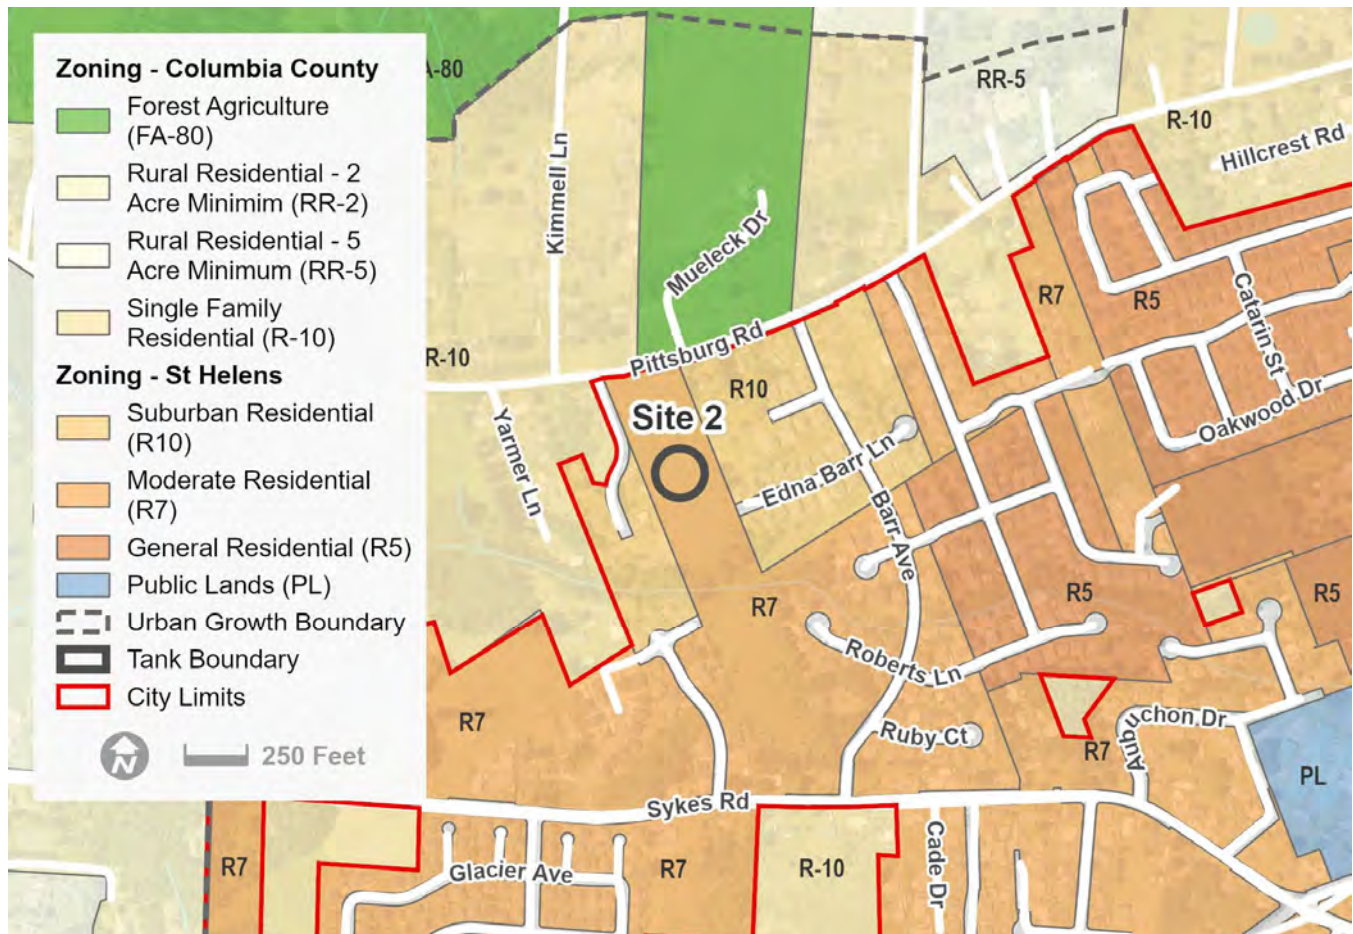 Zoning - Columbia County
Forest Agriculture
(FA-80)
Rural Residential - 2
Acre Minimim (RR-2)
Rural Residential - 5
Acre Minimum (RR-5)
Single Family
Residential (R-10)
Zoning - St Helens
Suburban Residential
(R10)
Moderate Residential
(R7)
General Residential (R5)
Public Lands (PL)
Urban Growth Boundary
Tank Boundary
City Limits
N
250 Feet
A-80
RR-5
R-10
Hillcrest Rd
Kimmell Ln
Mueleck Dr
R7
R5
Catarin St
R-10
Pittsburg Rd
R10
Oakwood Dr
Site 2
Yarmer Ln
Edna Barr Ln
Barr Ave
R7
R5
R5
Roberts Ln
R7
Ruby Ct
Aubuchon Dr
R7
PL
Sykes Rd
R7
Glacier Ave
R7
R-10
Cade Dr